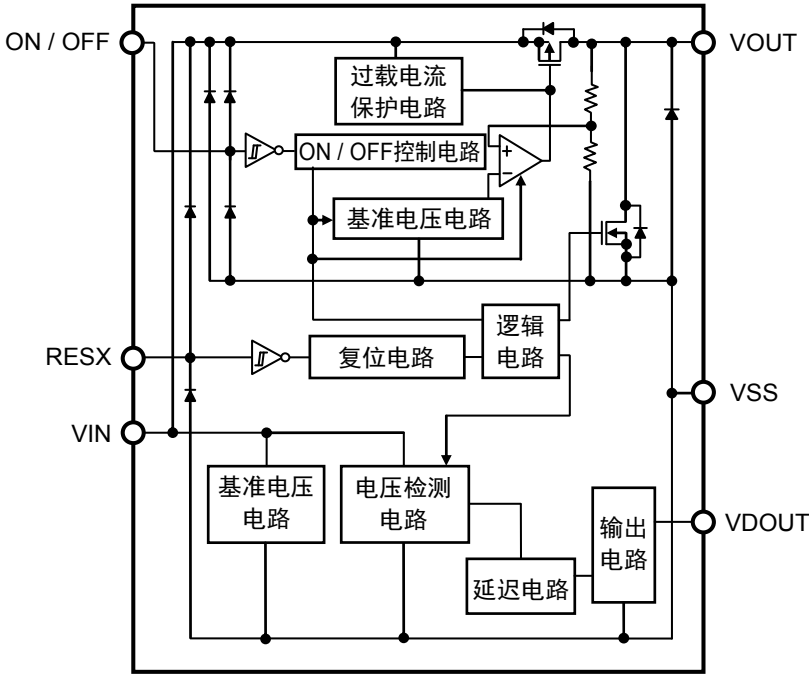 ON / OFF
VOUT
过载电流
保护电路
ON / OFF控制电路
+
−
基准电压电路
逻辑
电路
RESX
复位电路
VSS
VIN
基准电压
电路
电压检测
电路
输出
电路
VDOUT
延迟电路